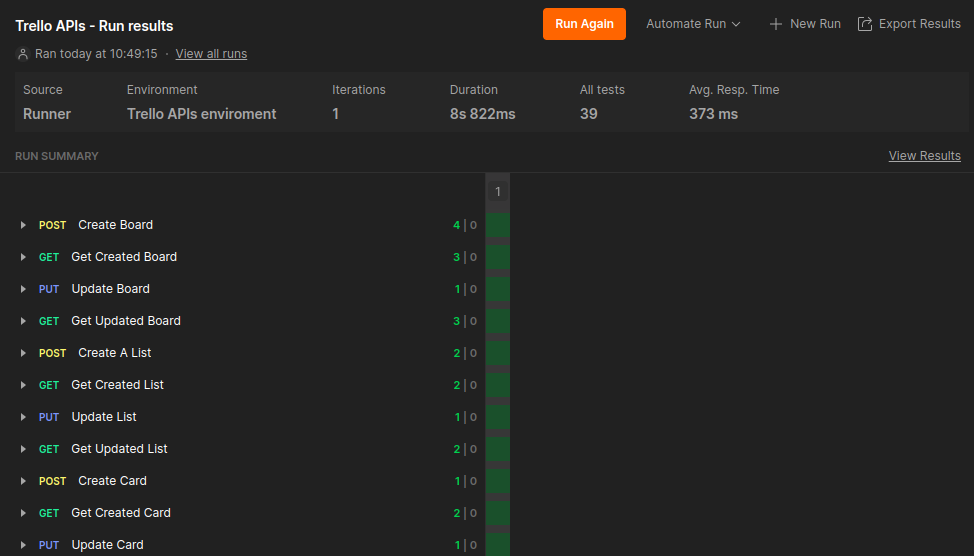 Trello APIs - Run results
Run Again
Automate Run
New Run
Export Results
Ran today at 10:49:15 · View all runs
Source Environment Iterations Duration All tests Avg. Resp. Time
Runner Trello APIs enviroment 1 8s 822ms 39 373 ms
RUN SUMMARY View Results
1
POST Create Board 4 | 0
GET Get Created Board 3 | 0
PUT Update Board 1 | 0
GET Get Updated Board 3 | 0
POST Create A List 2 | 0
GET Get Created List 2 | 0
PUT Update List 1 | 0
GET Get Updated List 2 | 0
POST Create Card 1 | 0
GET Get Created Card 2 | 0
PUT Update Card 1 | 0